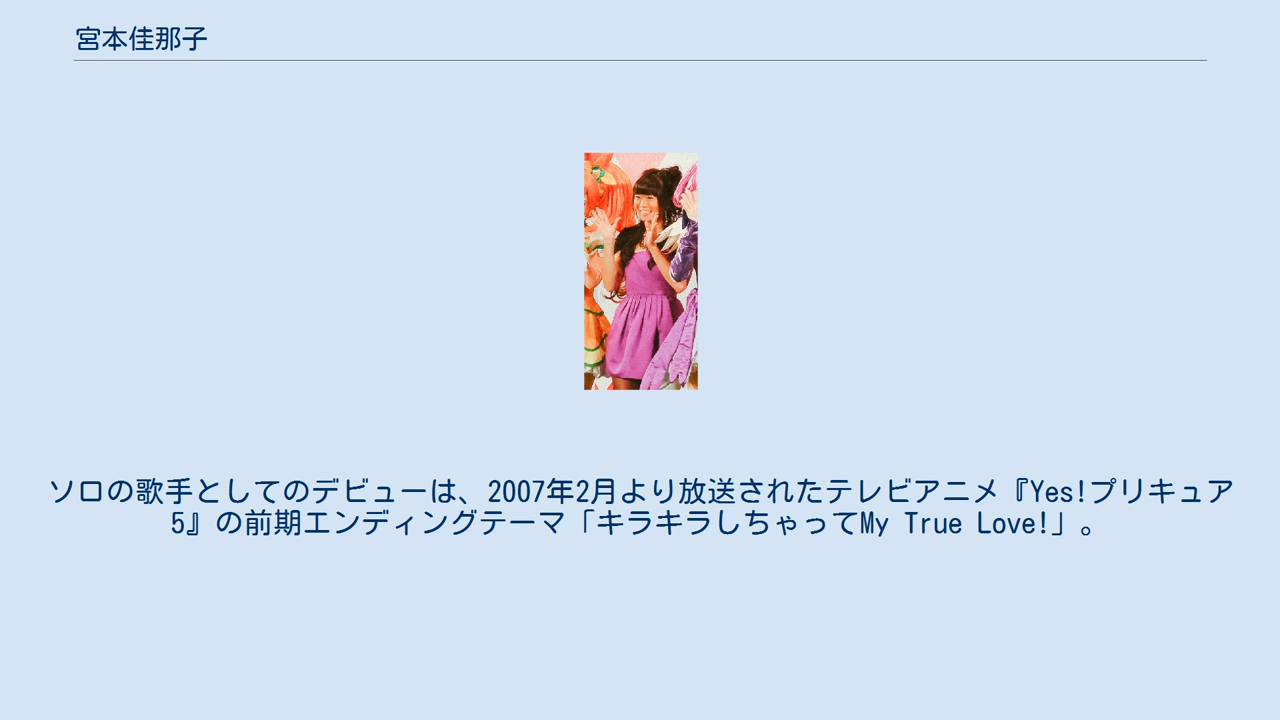 宮本佳那子
ソロの歌手としてのデビューは、2007年2月より放送されたテレビアニメ『Yes!プリキュア
5』の前期エンディングテーマ「キラキラしちゃってMy True Love!」。